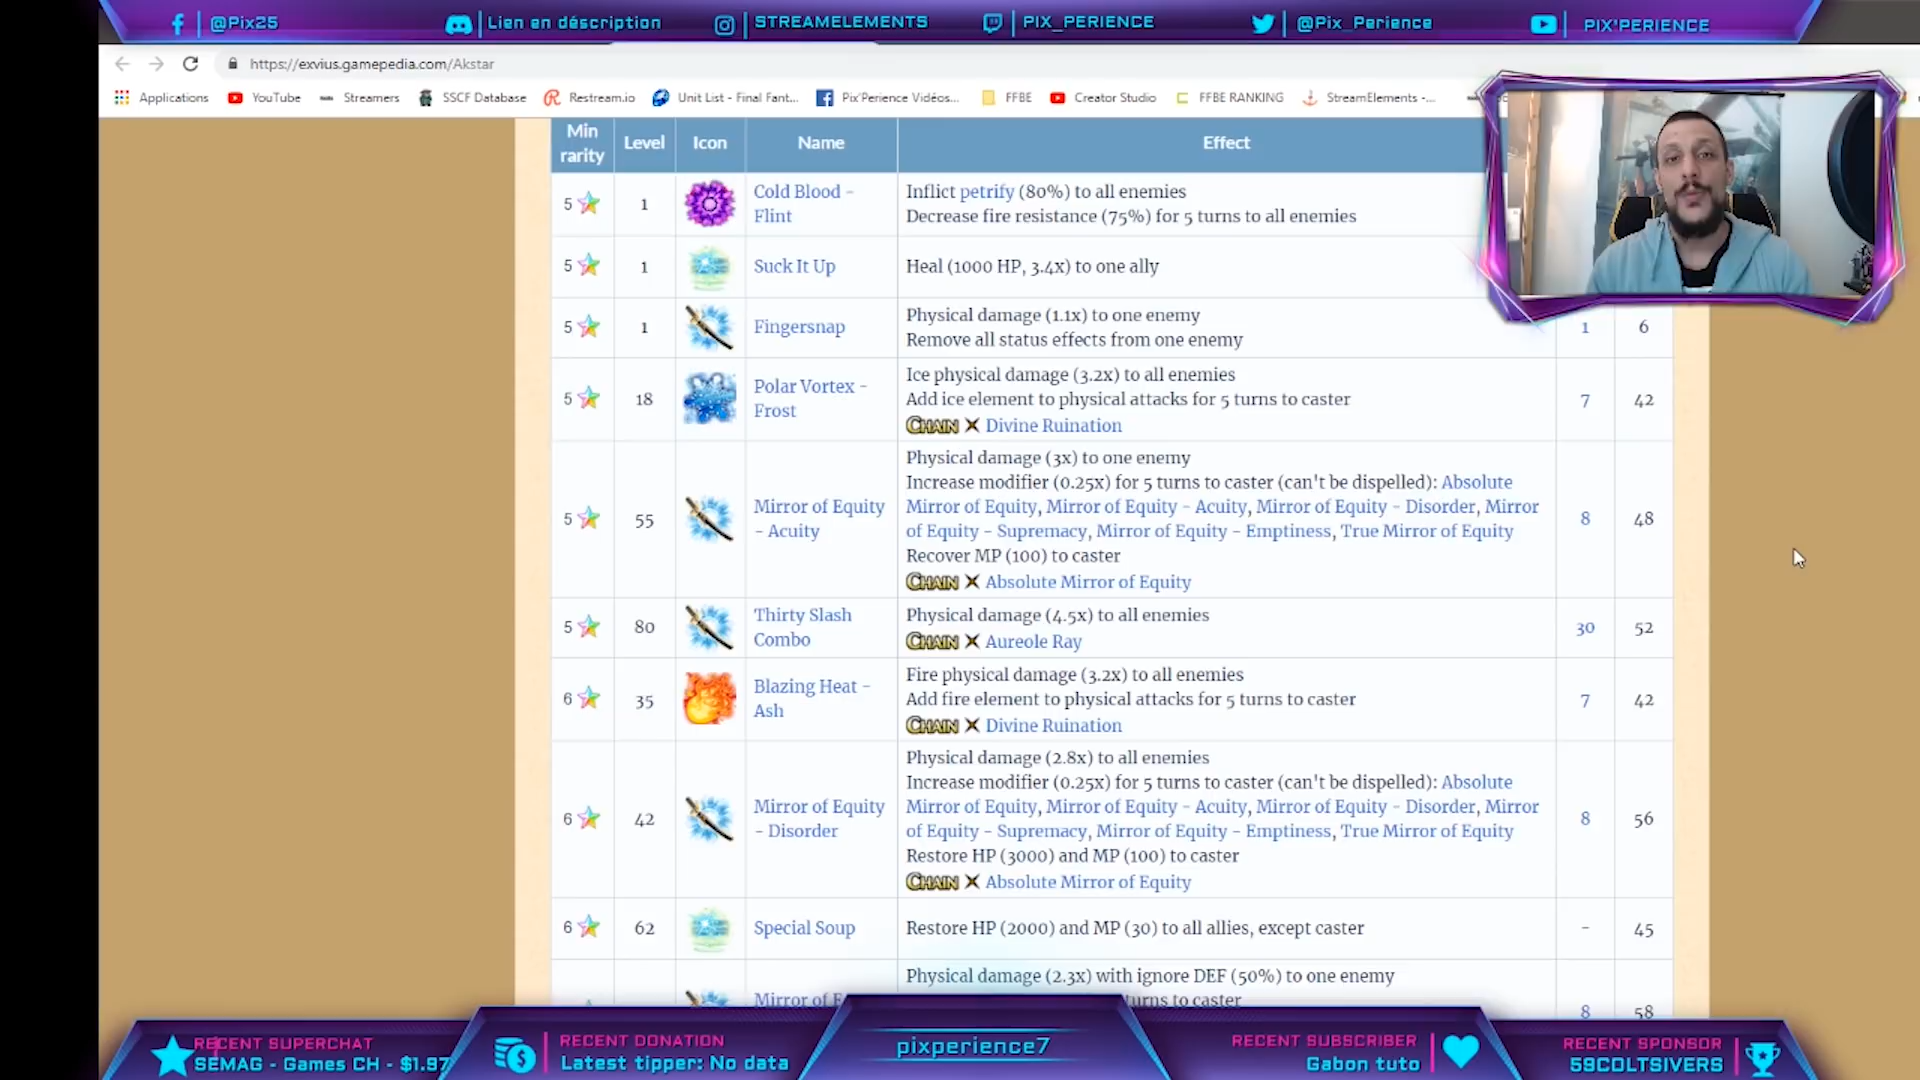 @Pix25
Lien en déscription
STREAMELEMENTS
PIX_PERIENCE
@Pix_Perience
PIX'PERIENCE
https://exvius.gamepedia.com/Akstar
Applications
YouTube
Streamers
SSCF Database
Restream.io
Unit List - Final Fant...
Pix'Perience Vidéos...
FFBE
Creator Studio
FFBE RANKING
StreamElements -...
Min rarity
Level
Icon
Name
Effect
5
1
Cold Blood -
Flint
Inflict petrify (80%) to all enemies
Decrease fire resistance (75%) for 5 turns to all enemies
5
1
Suck It Up
Heal (1000 HP, 3.4x) to one ally
5
1
Fingersnap
Physical damage (1.1x) to one enemy
Remove all status effects from one enemy
1
6
5
18
Polar Vortex -
Frost
Ice physical damage (3.2x) to all enemies
Add ice element to physical attacks for 5 turns to caster
CHAIN Divine Ruination
7
42
5
55
Mirror of Equity
- Acuity
Physical damage (3x) to one enemy
Increase modifier (0.25x) for 5 turns to caster (can't be dispelled): Absolute
Mirror of Equity, Mirror of Equity - Acuity, Mirror of Equity - Disorder, Mirror
of Equity - Supremacy, Mirror of Equity - Emptiness, True Mirror of Equity
Recover MP (100) to caster
CHAIN Absolute Mirror of Equity
8
48
5
80
Thirty Slash
Combo
Physical damage (4.5x) to all enemies
CHAIN Aureole Ray
30
52
6
35
Blazing Heat -
Ash
Fire physical damage (3.2x) to all enemies
Add fire element to physical attacks for 5 turns to caster
CHAIN Divine Ruination
7
42
6
42
Mirror of Equity
- Disorder
Physical damage (2.8x) to all enemies
Increase modifier (0.25x) for 5 turns to caster (can't be dispelled): Absolute
Mirror of Equity, Mirror of Equity - Acuity, Mirror of Equity - Disorder, Mirror
of Equity - Supremacy, Mirror of Equity - Emptiness, True Mirror of Equity
Restore HP (3000) and MP (100) to caster
CHAIN Absolute Mirror of Equity
8
56
6
62
Special Soup
Restore HP (2000) and MP (30) to all allies, except caster
-
45
Physical damage (2.3x) with ignore DEF (50%) to one enemy
Mirror of E
turns to caster
8
58
RECENT SUPERCHAT
SEMAG - Games CH - $1.97
RECENT DONATION
Latest tipper: No data
pixperience7
RECENT SUBSCRIBER
Gabon tuto
RECENT SPONSOR
59COLTSIVERS